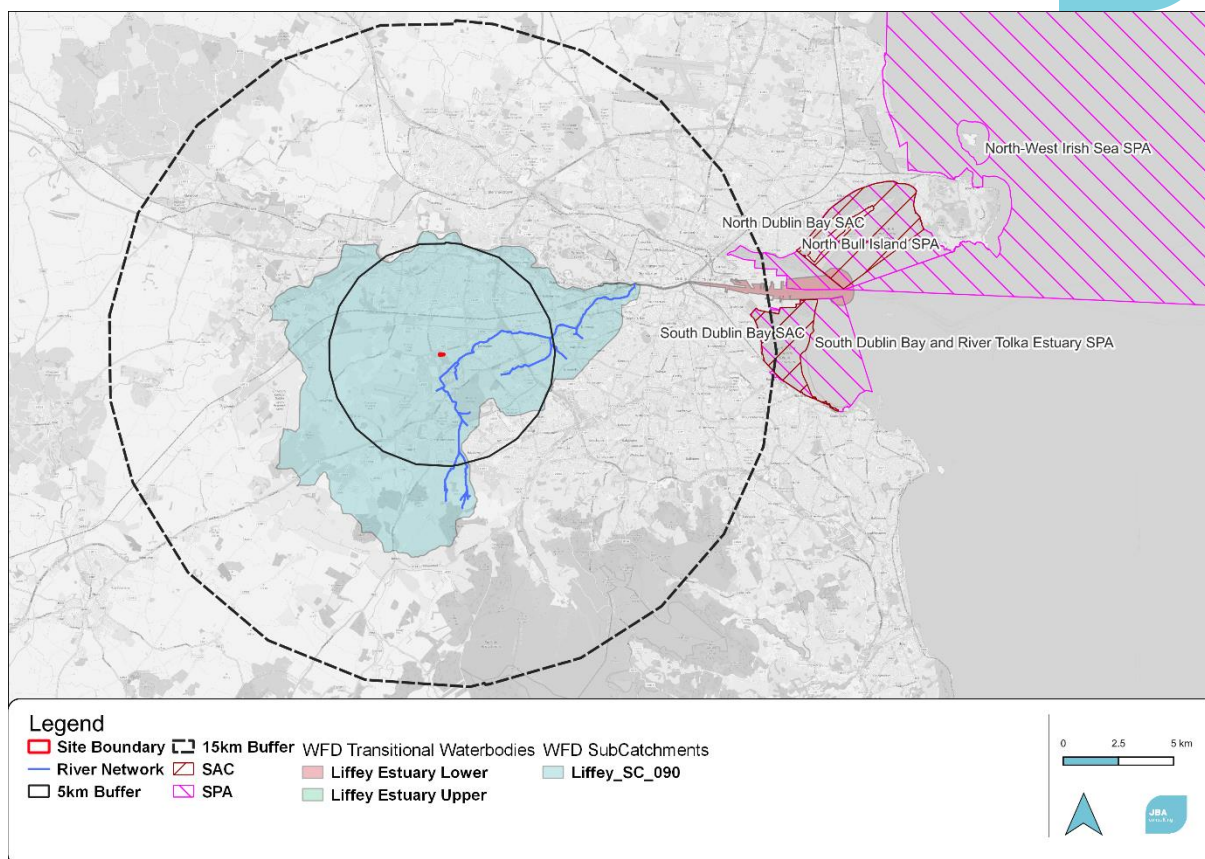 North-West Irish Sea SPA
North Dublin Bay SAC
North Bull Island SPA
South Dublin Bay SAC
South Dublin Bay and River Tolka Estuary SPA
Legend
Site Boundary
River Network
5km Buffer
15km Buffer
SAC
SPA
WFD Transitional Waterbodies
Liffey Estuary Lower
Liffey Estuary Upper
WFD SubCatchments
Liffey_SC_090
0 2.5 5 km
JBA
consulting